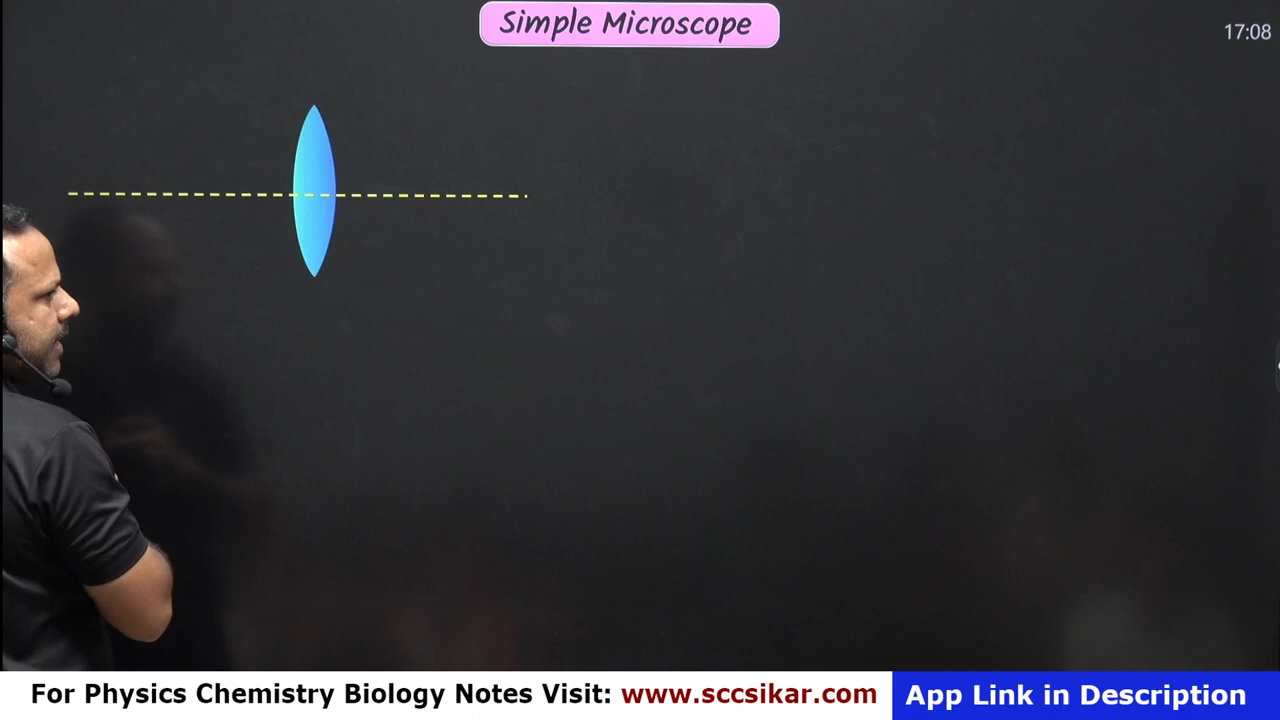 Simple Microscope
17:08
For Physics Chemistry Biology Notes Visit: www.sccsikar.com
App Link in Description